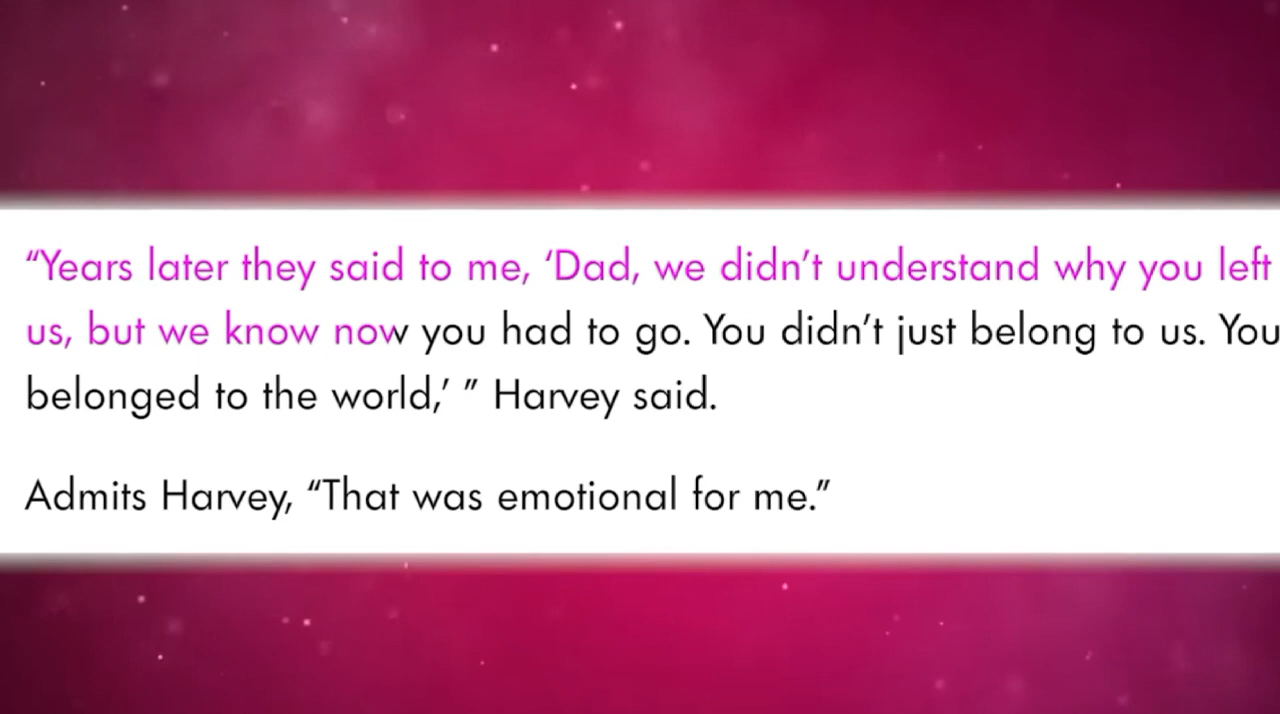 “Years later they said to me, ‘Dad, we didn’t understand why you left
us, but we know now you had to go. You didn’t just belong to us. You
belonged to the world,’ ” Harvey said.
Admits Harvey, “That was emotional for me.”